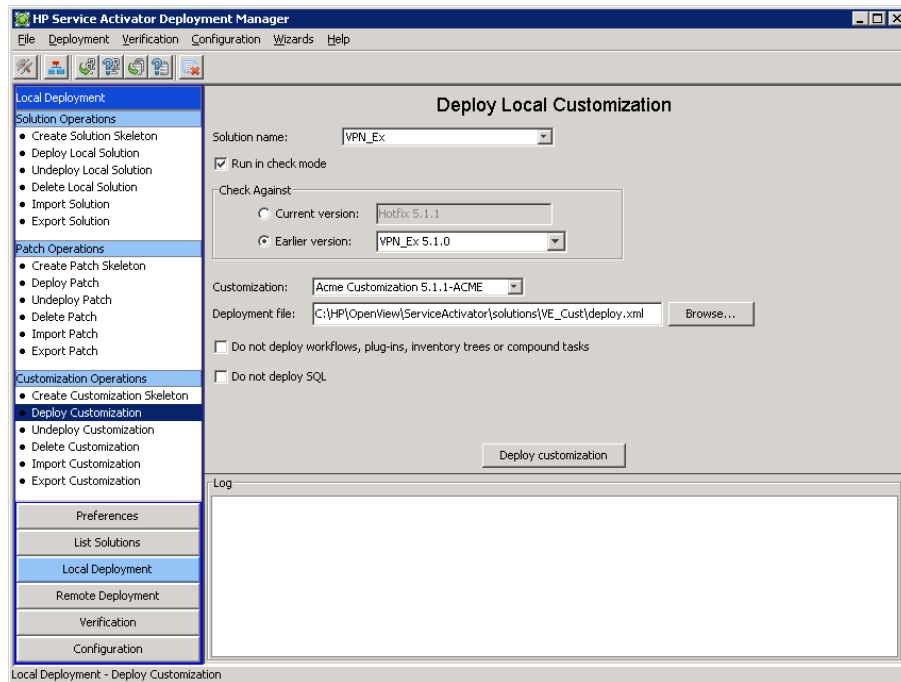 HP Service Activator Deployment Manager
File Deployment Verification Configuration Wizards Help
Local Deployment
Solution Operations
• Create Solution Skeleton
• Deploy Local Solution
• Undeploy Local Solution
• Delete Local Solution
• Import Solution
• Export Solution
Patch Operations
• Create Patch Skeleton
• Deploy Patch
• Undeploy Patch
• Delete Patch
• Import Patch
• Export Patch
Customization Operations
• Create Customization Skeleton
• Deploy Customization
• Undeploy Customization
• Delete Customization
• Import Customization
• Export Customization
Preferences
List Solutions
Local Deployment
Remote Deployment
Verification
Configuration
Deploy Local Customization
Solution name: VPN_Ex
Run in check mode
Check Against
Current version: Hotfix 5.1.1
Earlier version: VPN_Ex 5.1.0
Customization: Acme Customization 5.1.1-ACME
Deployment file: C:\HP\OpenView\ServiceActivator\solutions\VE_Cust\deploy.xml Browse...
Do not deploy workflows, plug-ins, inventory trees or compound tasks
Do not deploy SQL
Deploy customization
Log
Local Deployment - Deploy Customization